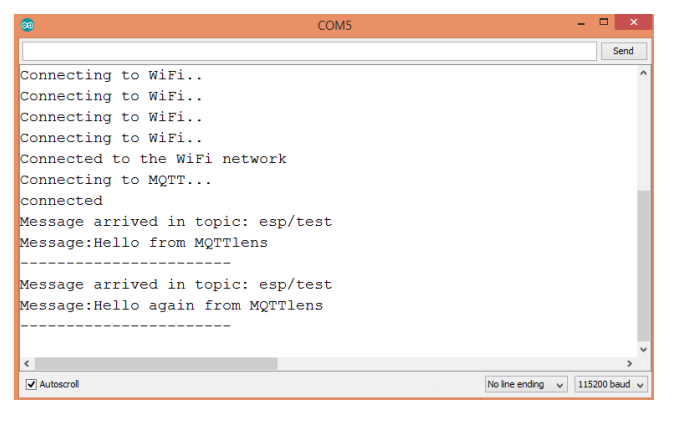 COM5
Send
Connecting to WiFi..
Connecting to WiFi..
Connecting to WiFi..
Connecting to WiFi..
Connected to the WiFi network
Connecting to MQTT...
connected
Message arrived in topic: esp/test
Message:Hello from MQTTlens
-----------------------
Message arrived in topic: esp/test
Message:Hello again from MQTTlens
-----------------------
Autoscroll
No line ending
115200 baud